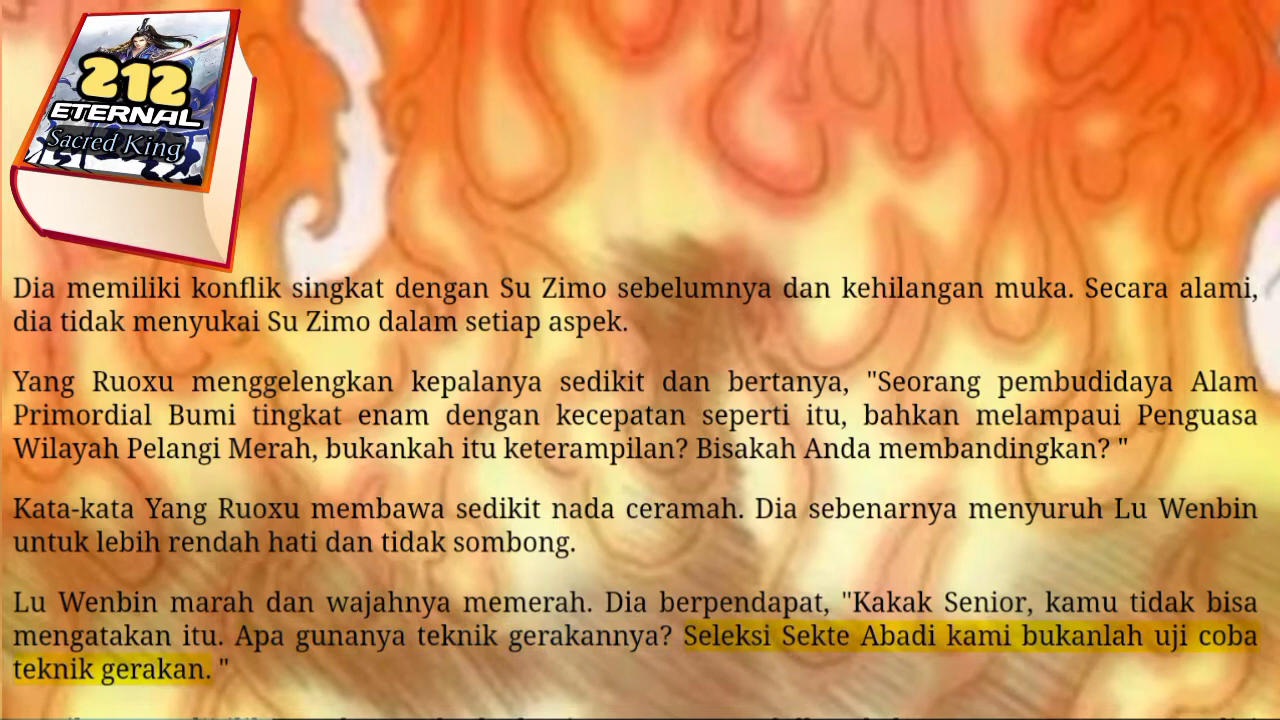 212
ETERNAL
Sacred King
Dia memiliki konflik singkat dengan Su Zimo sebelumnya dan kehilangan muka. Secara alami,
dia tidak menyukai Su Zimo dalam setiap aspek.
Yang Ruoxu menggelengkan kepalanya sedikit dan bertanya, "Seorang pembudidaya Alam
Primordial Bumi tingkat enam dengan kecepatan seperti itu, bahkan melampaui Penguasa
Wilayah Pelangi Merah, bukankah itu keterampilan? Bisakah Anda membandingkan? "
Kata-kata Yang Ruoxu membawa sedikit nada ceramah. Dia sebenarnya menyuruh Lu Wenbin
untuk lebih rendah hati dan tidak sombong.
Lu Wenbin marah dan wajahnya memerah. Dia berpendapat, "Kakak Senior, kamu tidak bisa
mengatakan itu. Apa gunanya teknik gerakannya? Seleksi Sekte Abadi kami bukanlah uji coba
teknik gerakan. "